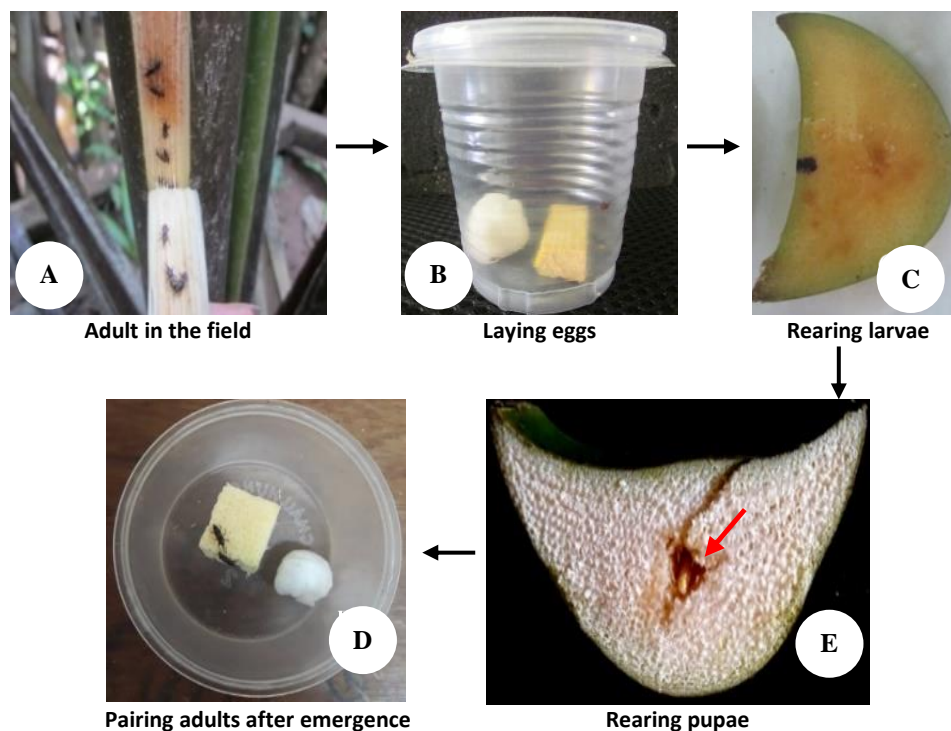 A
B
C
Adult in the field
Laying eggs
Rearing larvae
D
E
Pairing adults after emergence
Rearing pupae